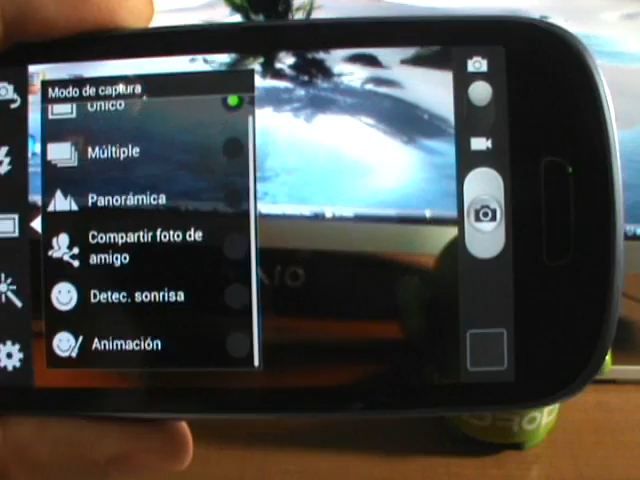 Modo de captura
Único
Múltiple
Panorámica
Compartir foto de
amigo
Detec. sonrisa
Animación